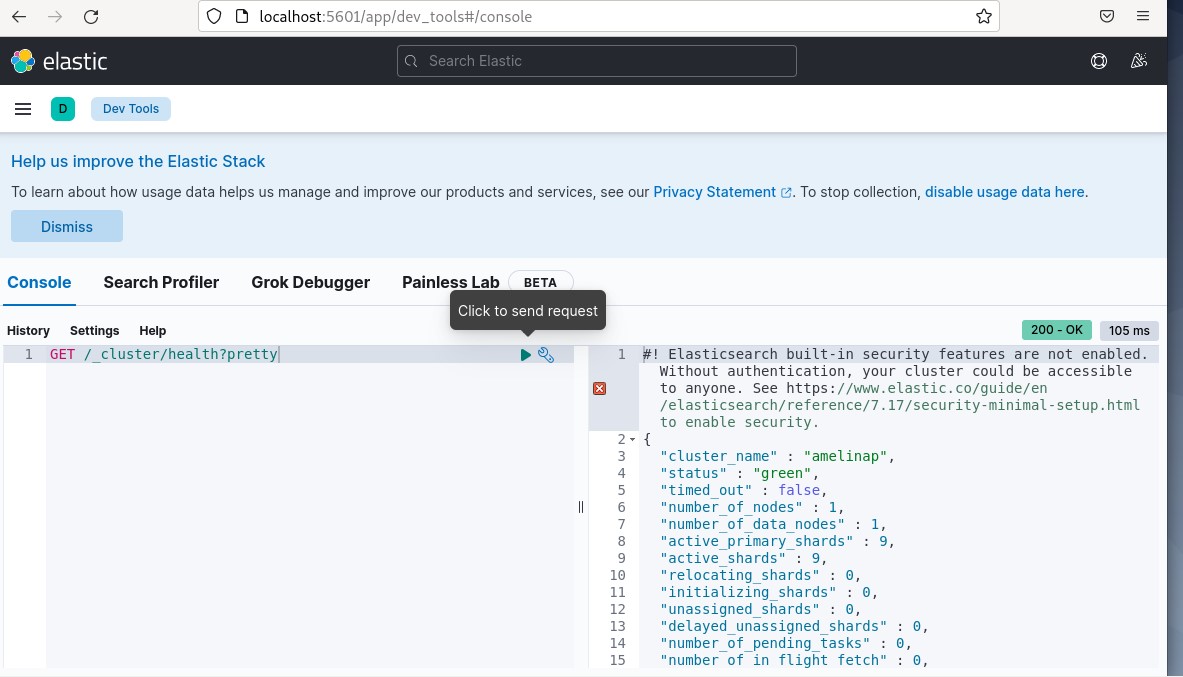 localhost:5601/app/dev_tools#/console
elastic
Search Elastic
D
Dev Tools
Help us improve the Elastic Stack
To learn about how usage data helps us manage and improve our products and services, see our Privacy Statement. To stop collection, disable usage data here.
Dismiss
Console Search Profiler Grok Debugger Painless Lab BETA
Click to send request
History Settings Help
200 - OK 105 ms
1 GET /_cluster/health?pretty
1 #! Elasticsearch built-in security features are not enabled.
Without authentication, your cluster could be accessible
to anyone. See https://www.elastic.co/guide/en
/elasticsearch/reference/7.17/security-minimal-setup.html
to enable security.
2 {
3 "cluster_name" : "amelinap",
4 "status" : "green",
5 "timed_out" : false,
6 "number_of_nodes" : 1,
7 "number_of_data_nodes" : 1,
8 "active_primary_shards" : 9,
9 "active_shards" : 9,
10 "relocating_shards" : 0,
11 "initializing_shards" : 0,
12 "unassigned_shards" : 0,
13 "delayed_unassigned_shards" : 0,
14 "number_of_pending_tasks" : 0,
15 "number_of_in_flight_fetch" : 0,